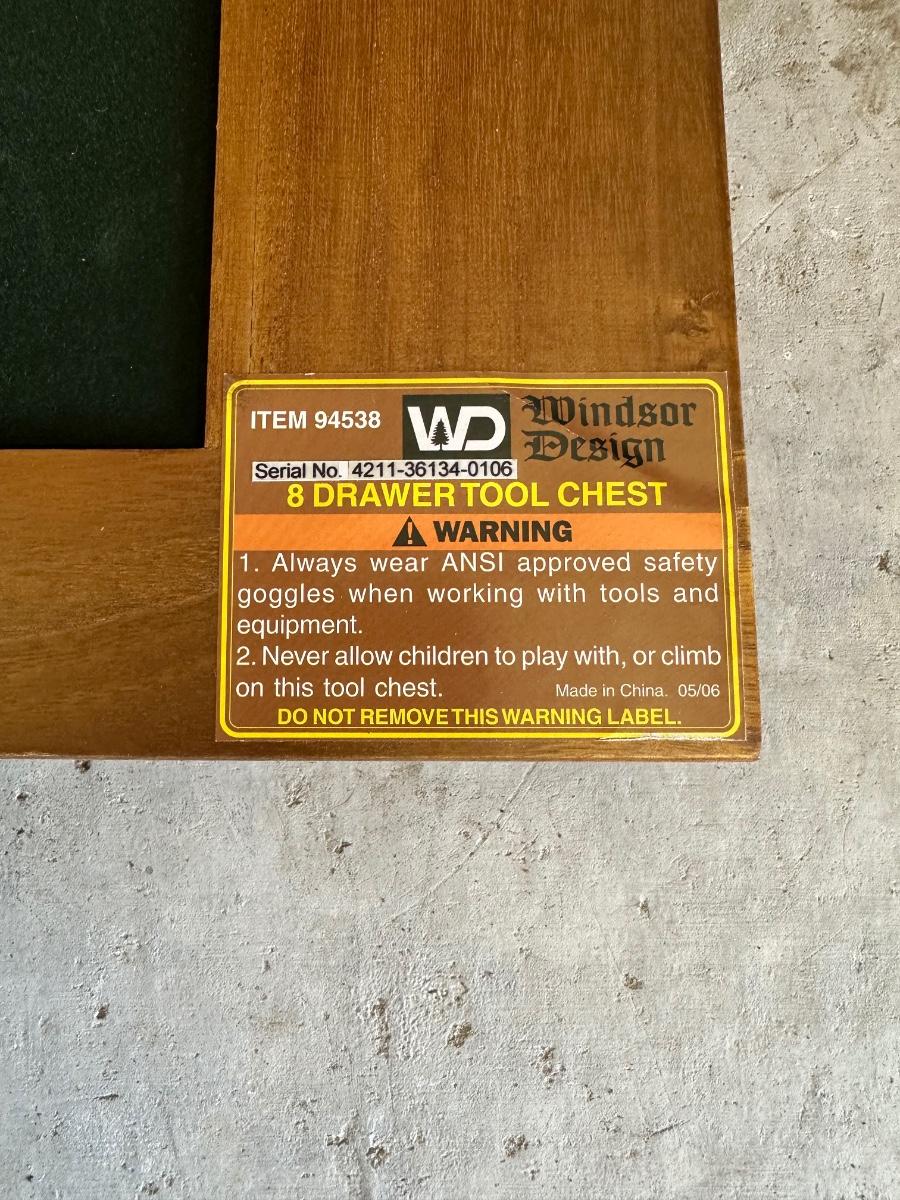 ITEM 94538
WD
Windsor
Design
Serial No. 4211-36134-0106
8 DRAWER TOOL CHEST
WARNING
1. Always wear ANSI approved safety
goggles when working with tools and
equipment.
2. Never allow children to play with, or climb
on this tool chest. Made in China. 05/06
DO NOT REMOVE THIS WARNING LABEL.